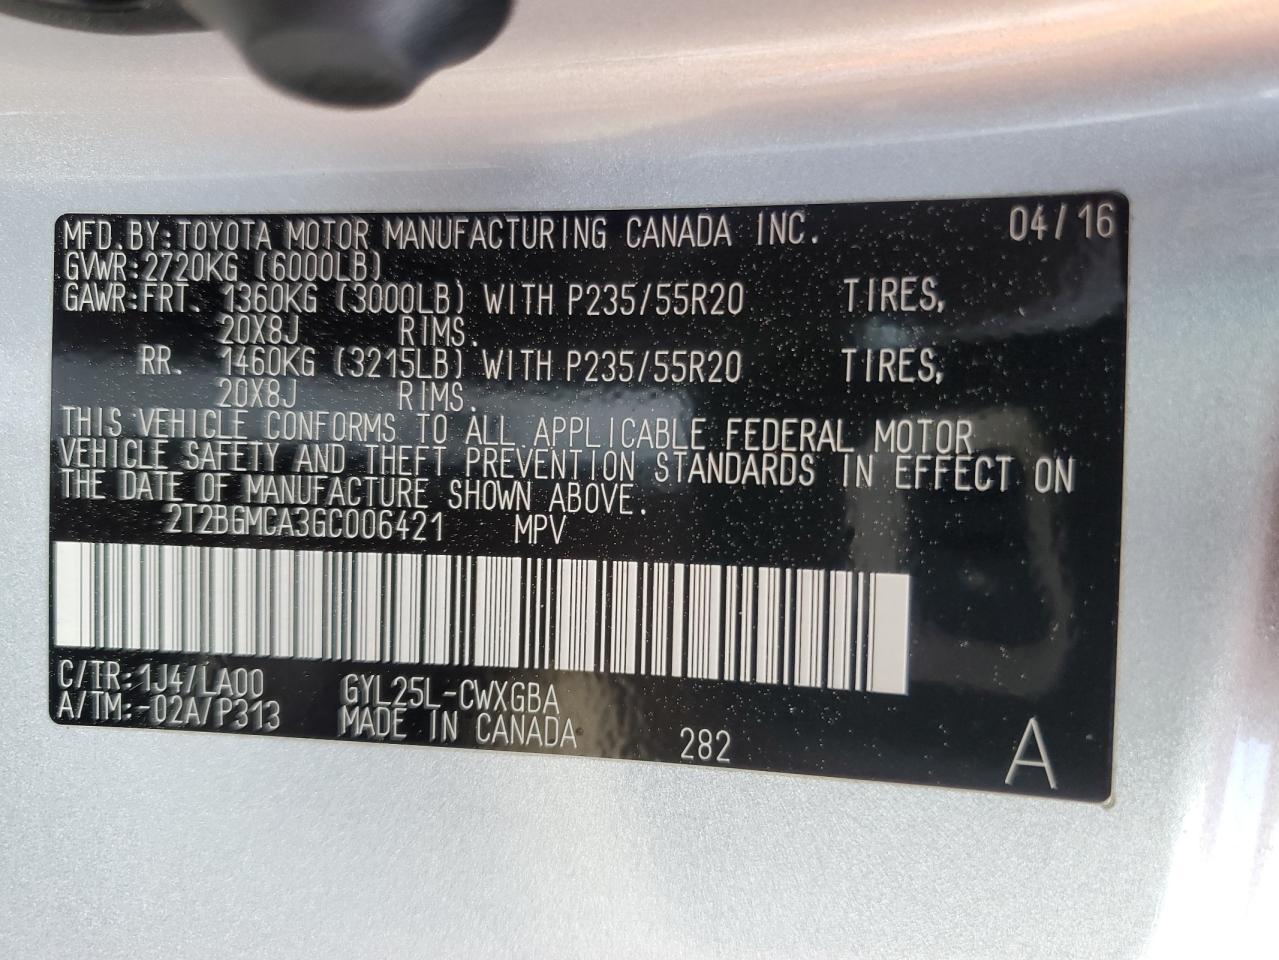 MFD.BY:TOYOTA MOTOR MANUFACTURING CANADA INC. 04/16
GVWR:2720KG (6000LB)
GAWR:FRT. 1360KG (3000LB) WITH P235/55R20 TIRES,
20X8J RIMS.
RR. 1460KG (3215LB) WITH P235/55R20 TIRES,
20X8J RIMS.
THIS VEHICLE CONFORMS TO ALL APPLICABLE FEDERAL MOTOR
VEHICLE SAFETY AND THEFT PREVENTION STANDARDS IN EFFECT ON
THE DATE OF MANUFACTURE SHOWN ABOVE.
2T2BGMCA3GC006421 MPV
C/TR:1J4/LA00 GYL25L-CWXGBA
A/TM:-02A/P313 MADE IN CANADA 282 A